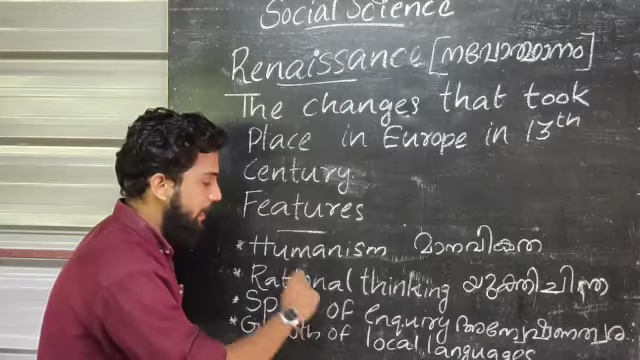 Social Science
Renaissance [നവോത്ഥാനം]
The changes that took
Place in Europe in 13th
Century.
Features
* Humanism മാനവികത
* Rational thinking യുക്തിചിന്ത
* Spirit of enquiry അന്വേഷണത്വര.
* Growth of local languages